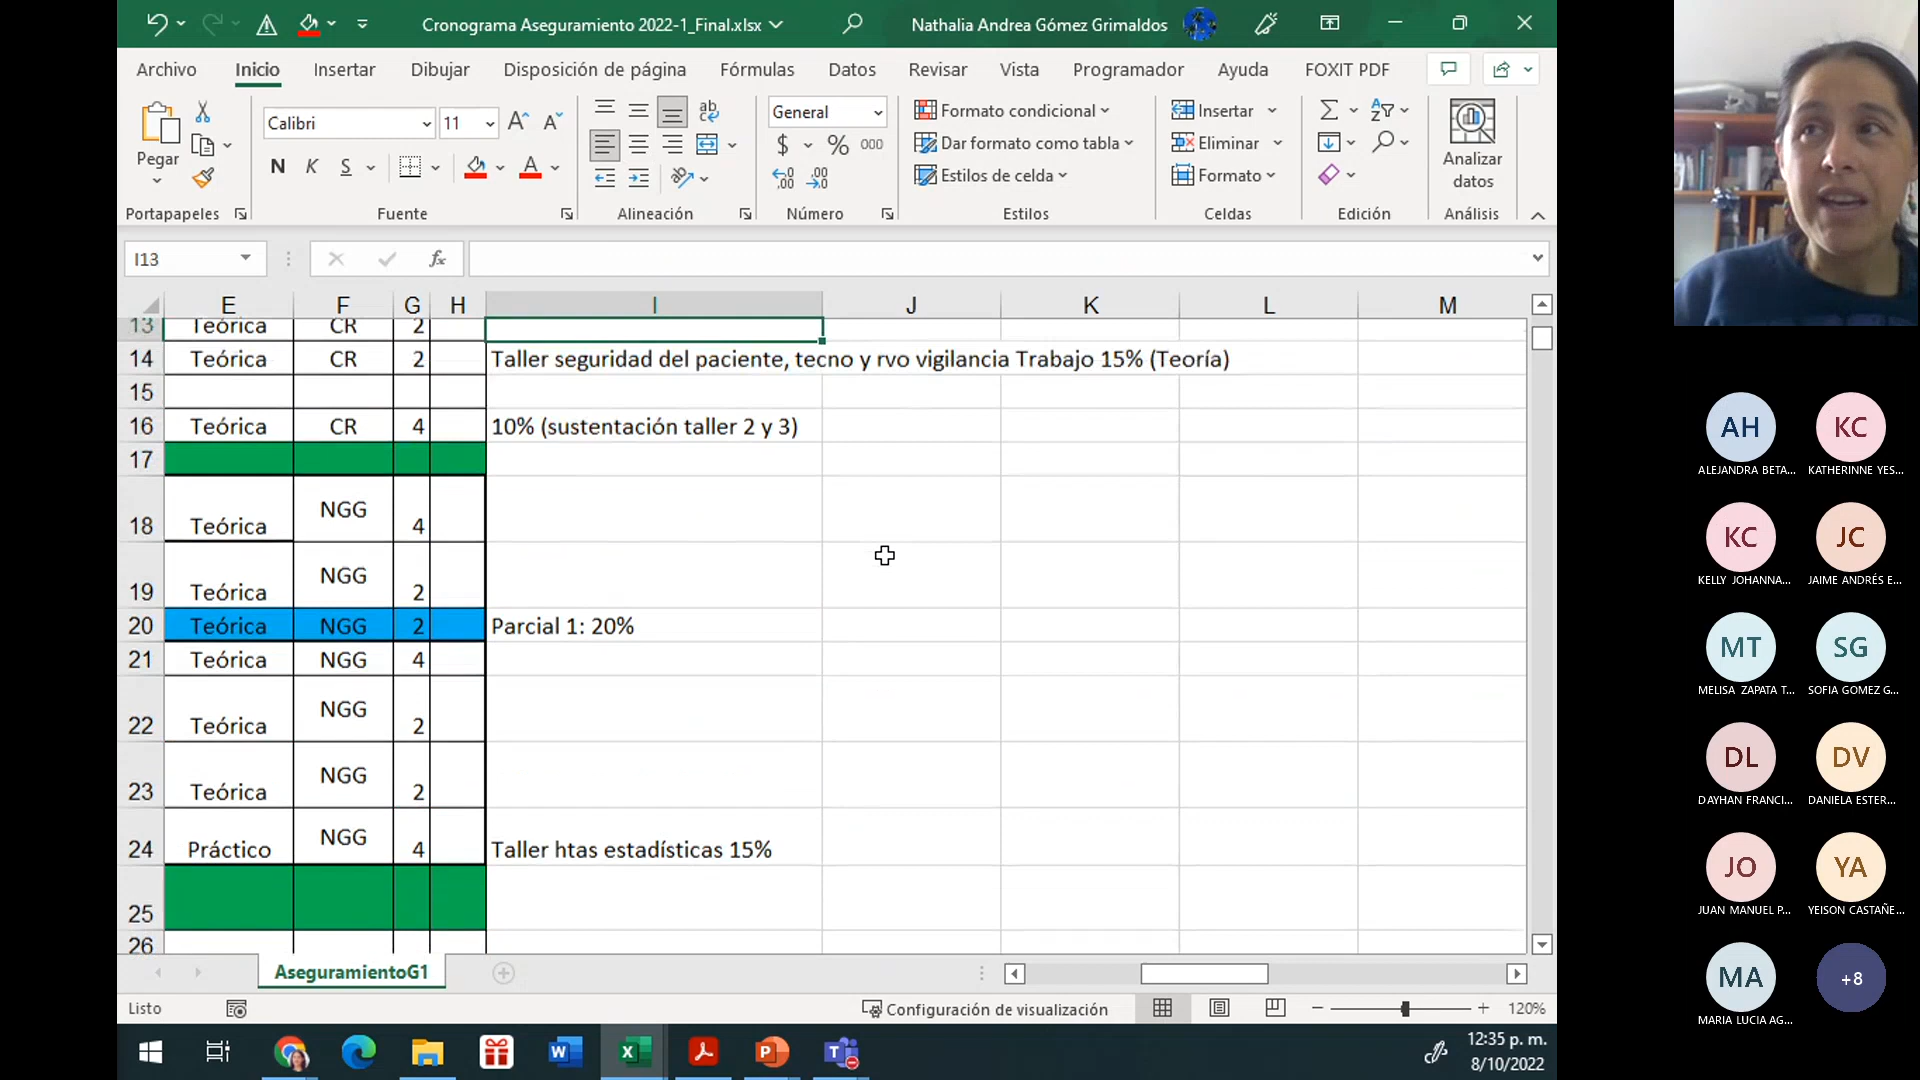 Cronograma Aseguramiento 2022-1_Final.xlsx
Nathalia Andrea Gómez Grimaldos
Archivo Inicio Insertar Dibujar Disposición de página Fórmulas Datos Revisar Vista Programador Ayuda FOXIT PDF
Pegar
Calibri 11
N K S A
ab
General
$ % 000
Formato condicional
Dar formato como tabla
Estilos de celda
Insertar
Eliminar
Formato
Analizar datos
Portapapeles Fuente Alineación Número Estilos Celdas Edición Análisis
I13
fx
E F G H I J K L M
13 Teórica CR 2
14 Teórica CR 2 Taller seguridad del paciente, tecno y rvo vigilancia Trabajo 15% (Teoría)
15
16 Teórica CR 4 10% (sustentación taller 2 y 3)
17
18 Teórica NGG 4
19 Teórica NGG 2
20 Teórica NGG 2 Parcial 1: 20%
21 Teórica NGG 4
22 Teórica NGG 2
23 Teórica NGG 2
24 Práctico NGG 4 Taller htas estadísticas 15%
25
26
AseguramientoG1
Listo
Configuración de visualización
120%
12:35 p. m.
8/10/2022
AH KC
ALEJANDRA BETA... KATHERINNE YES...
KC JC
KELLY JOHANNA... JAIME ANDRÉS E...
MT SG
MELISA ZAPATA T... SOFIA GOMEZ G...
DL DV
DAYHAN FRANCI... DANIELA ESTER...
JO YA
JUAN MANUEL P... YEISON CASTAÑE...
MA +8
MARIA LUCIA AG...